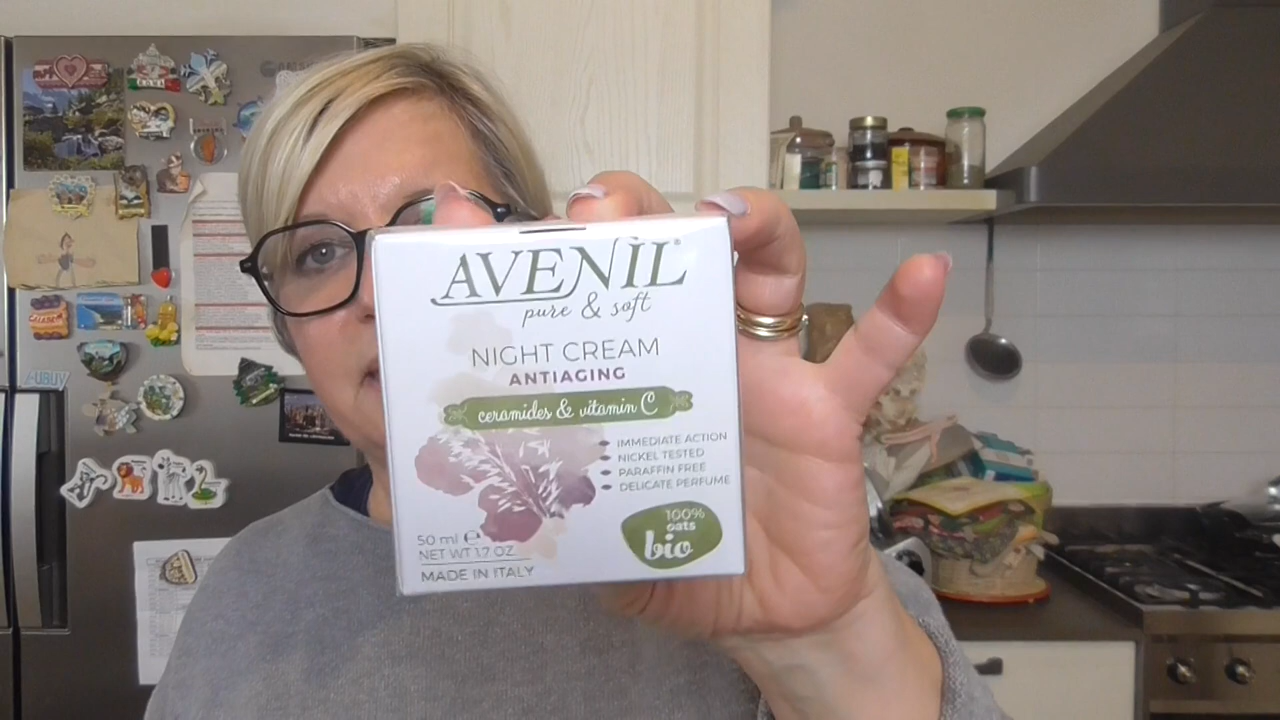 AVENIL
pure & soft
NIGHT CREAM
ANTIAGING
ceramides & vitamin C
IMMEDIATE ACTION
NICKEL TESTED
PARAFFIN FREE
DELICATE PERFUME
100%
oats
bio
50 ml e
NET WT 1.7 OZ.
MADE IN ITALY